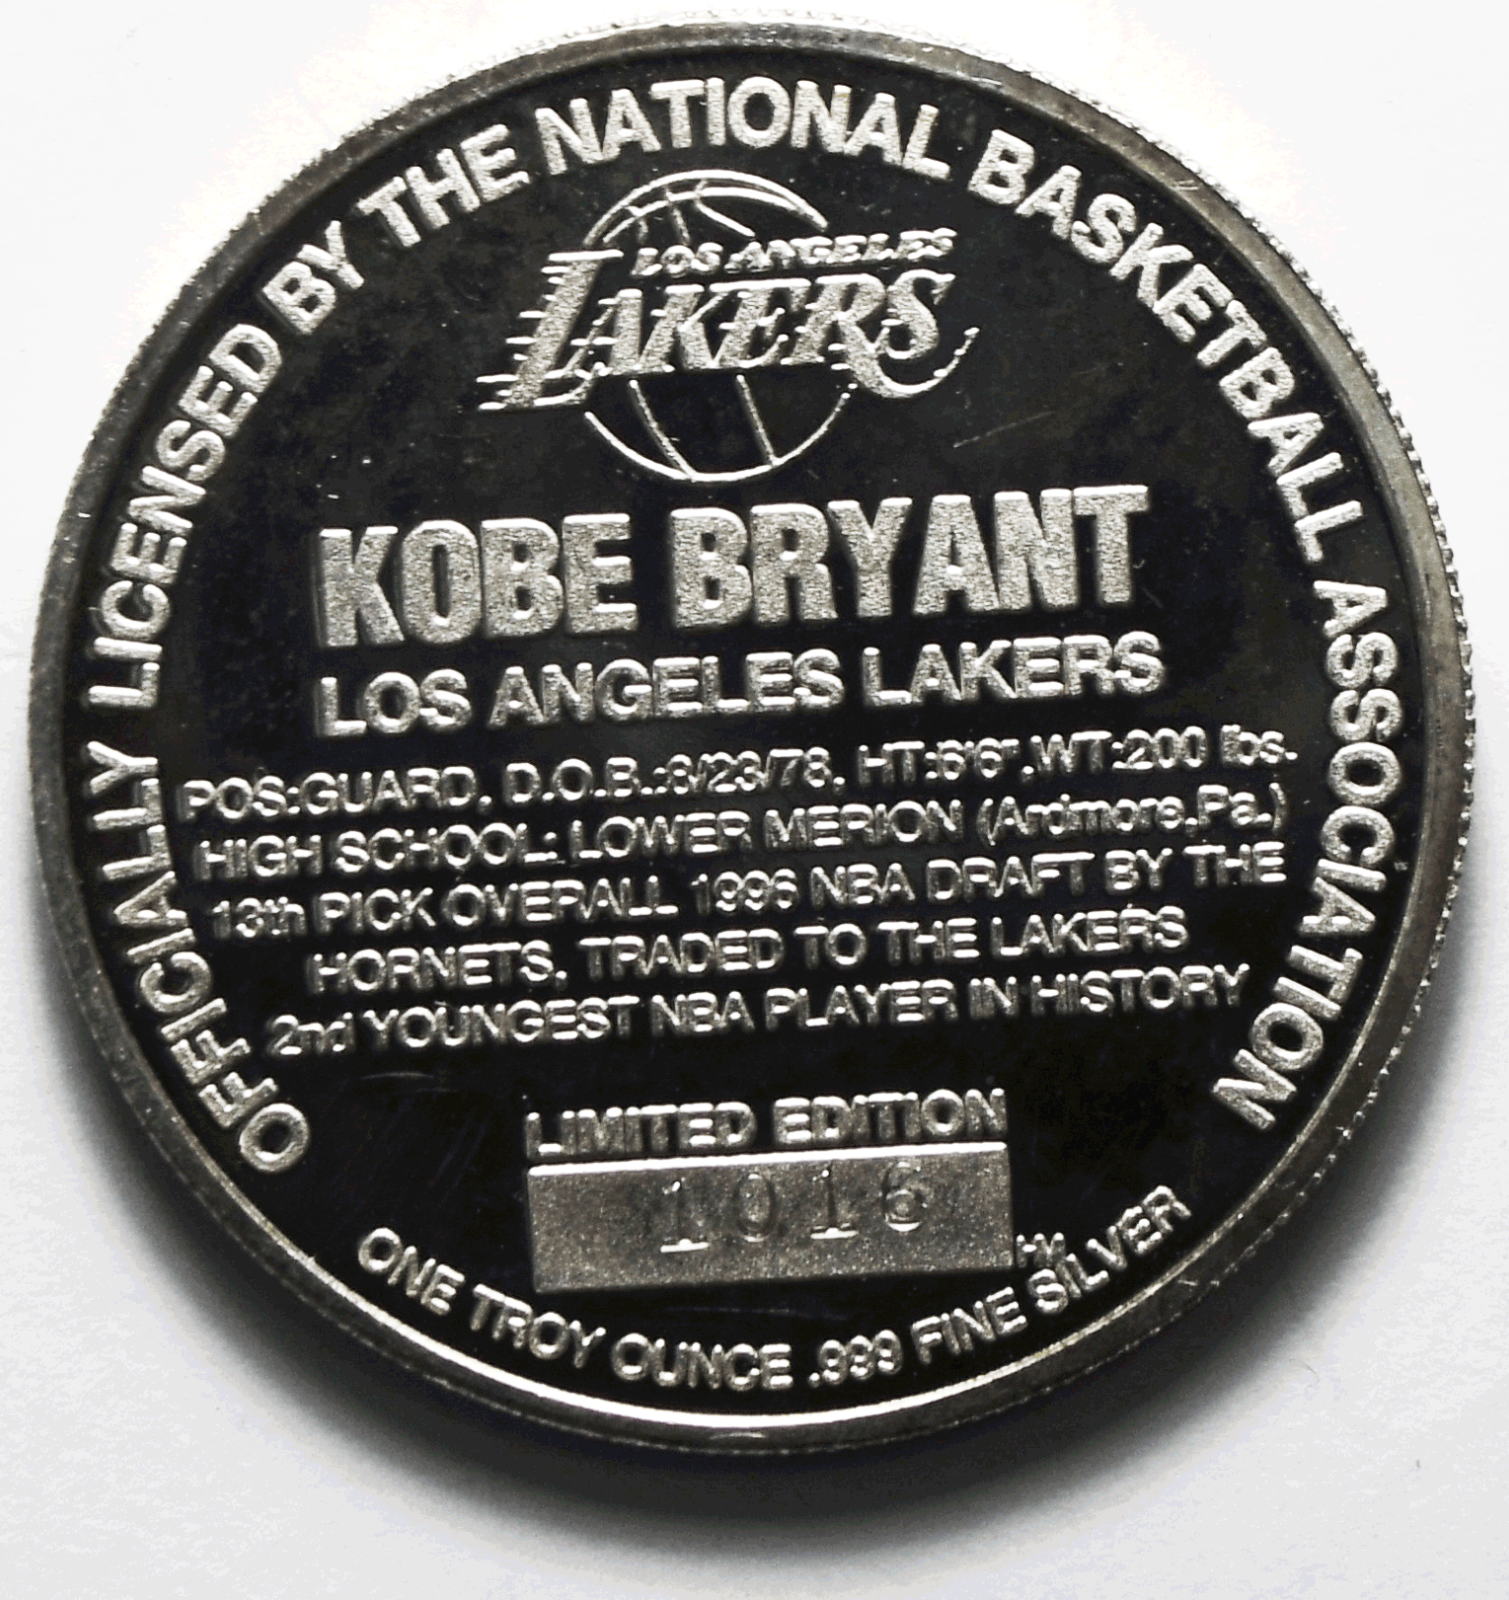 OFFICIALLY LICENSED BY THE NATIONAL BASKETBALL ASSOCIATION
LOS ANGELES
LAKERS
KOBE BRYANT
LOS ANGELES LAKERS
POS:GUARD. D.O.B.:8/23/78. HT:6'6".WT:200 lbs.
HIGH SCHOOL: LOWER MERION (Ardmore,Pa.)
13th PICK OVERALL 1996 NBA DRAFT BY THE
HORNETS. TRADED TO THE LAKERS
2nd YOUNGEST NBA PLAYER IN HISTORY
LIMITED EDITION
1016
HM
ONE TROY OUNCE .999 FINE SILVER